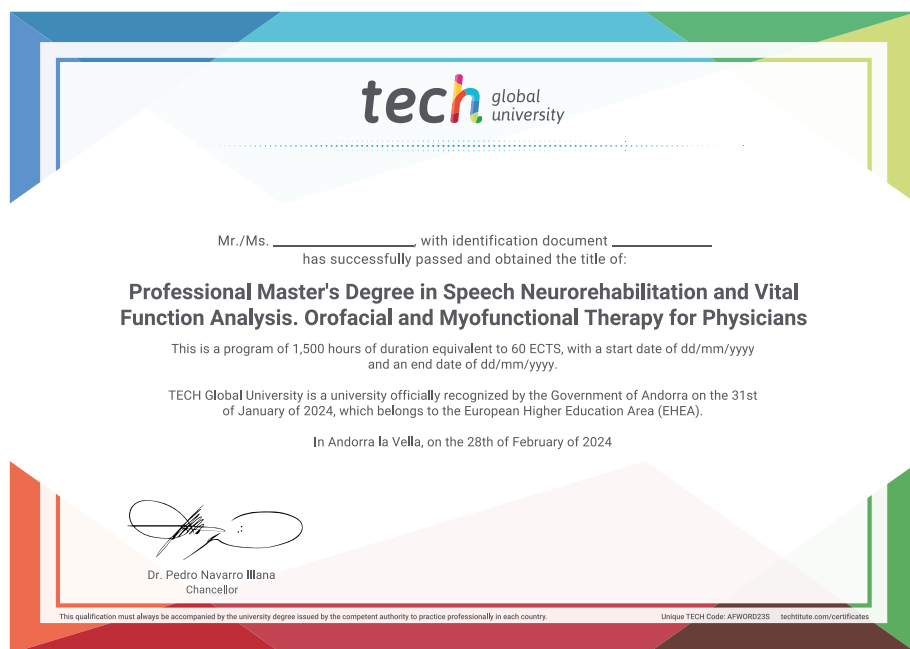 tech global
university
Mr./Ms. ____________, with identification document ____________
has successfully passed and obtained the title of:
Professional Master's Degree in Speech Neurorehabilitation and Vital
Function Analysis. Orofacial and Myofunctional Therapy for Physicians
This is a program of 1,500 hours of duration equivalent to 60 ECTS, with a start date of dd/mm/yyyy
and an end date of dd/mm/yyyy.
TECH Global University is a university officially recognized by the Government of Andorra on the 31st
of January of 2024, which belongs to the European Higher Education Area (EHEA).
In Andorra la Vella, on the 28th of February of 2024
Dr. Pedro Navarro Illana
Chancellor
This qualification must always be accompanied by the university degree issued by the competent authority to practice professionally in each country.
Unique TECH Code: AFWORD23S techtitute.com/certificates